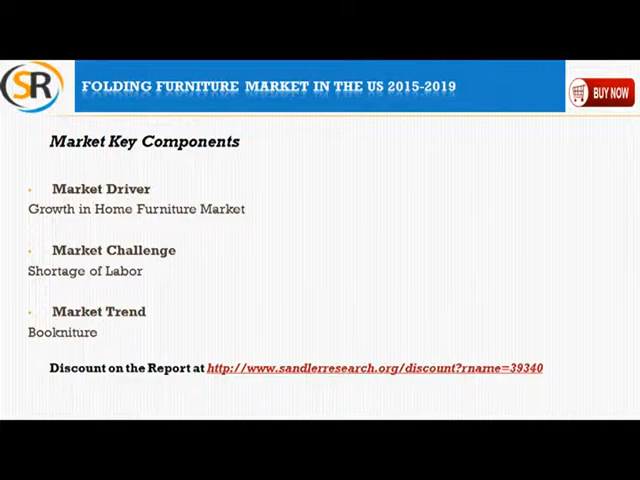 SR
FOLDING FURNITURE MARKET IN THE US 2015-2019
BUY NOW
Market Key Components
• Market Driver
Growth in Home Furniture Market
• Market Challenge
Shortage of Labor
• Market Trend
Bookniture
Discount on the Report at http://www.sandlerresearch.org/discount?rname=39340